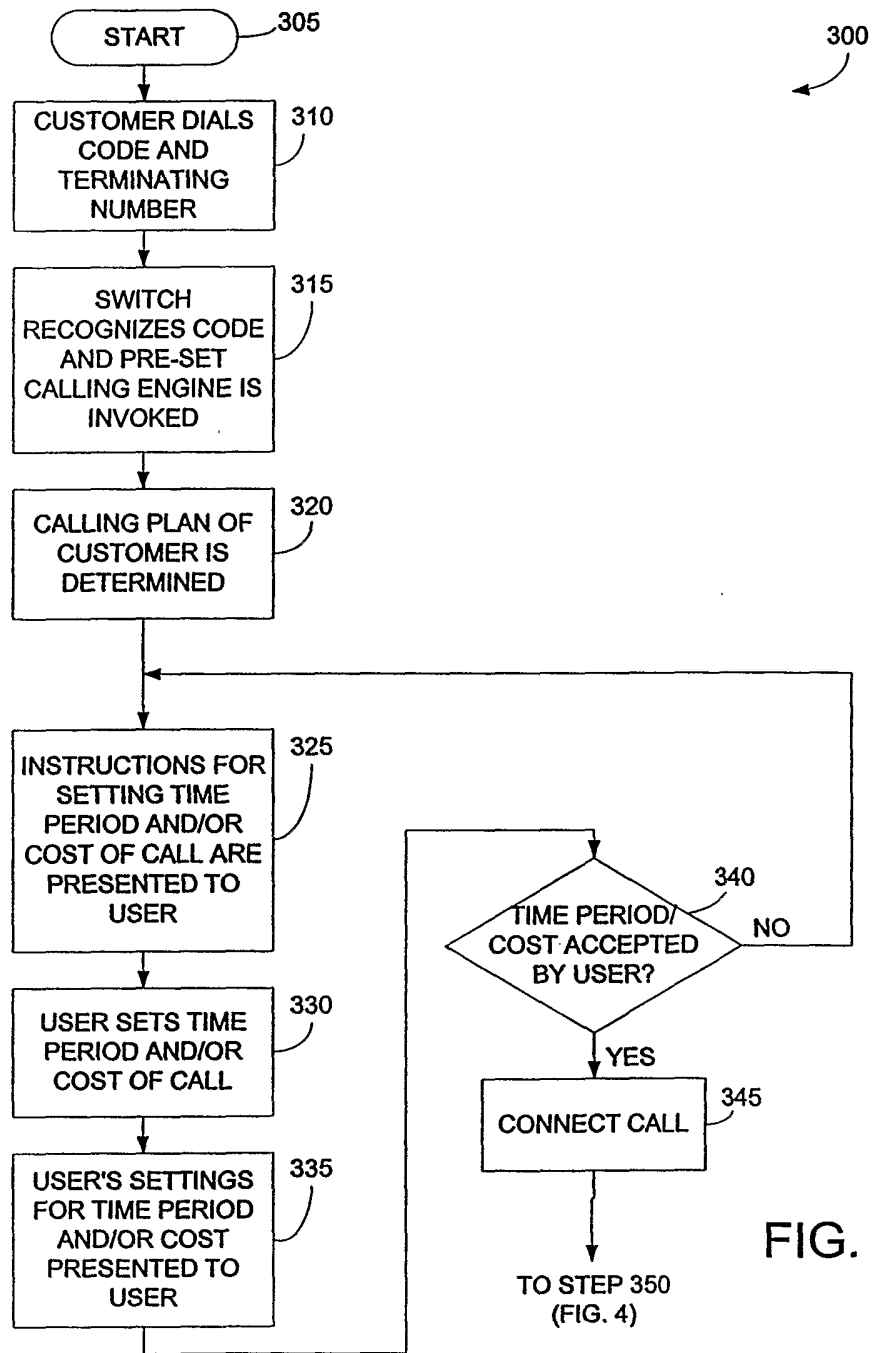 START
305
300
CUSTOMER DIALS
CODE AND
TERMINATING
NUMBER
310
SWITCH
RECOGNIZES CODE
AND PRE-SET
CALLING ENGINE IS
INVOKED
315
CALLING PLAN OF
CUSTOMER IS
DETERMINED
320
INSTRUCTIONS FOR
SETTING TIME
PERIOD AND/OR
COST OF CALL ARE
PRESENTED TO
USER
325
USER SETS TIME
PERIOD AND/OR
COST OF CALL
330
USER'S SETTINGS
FOR TIME PERIOD
AND/OR COST
PRESENTED TO
USER
335
TIME PERIOD/
COST ACCEPTED
BY USER?
340
NO
YES
CONNECT CALL
345
TO STEP 350
(FIG. 4)
FIG.